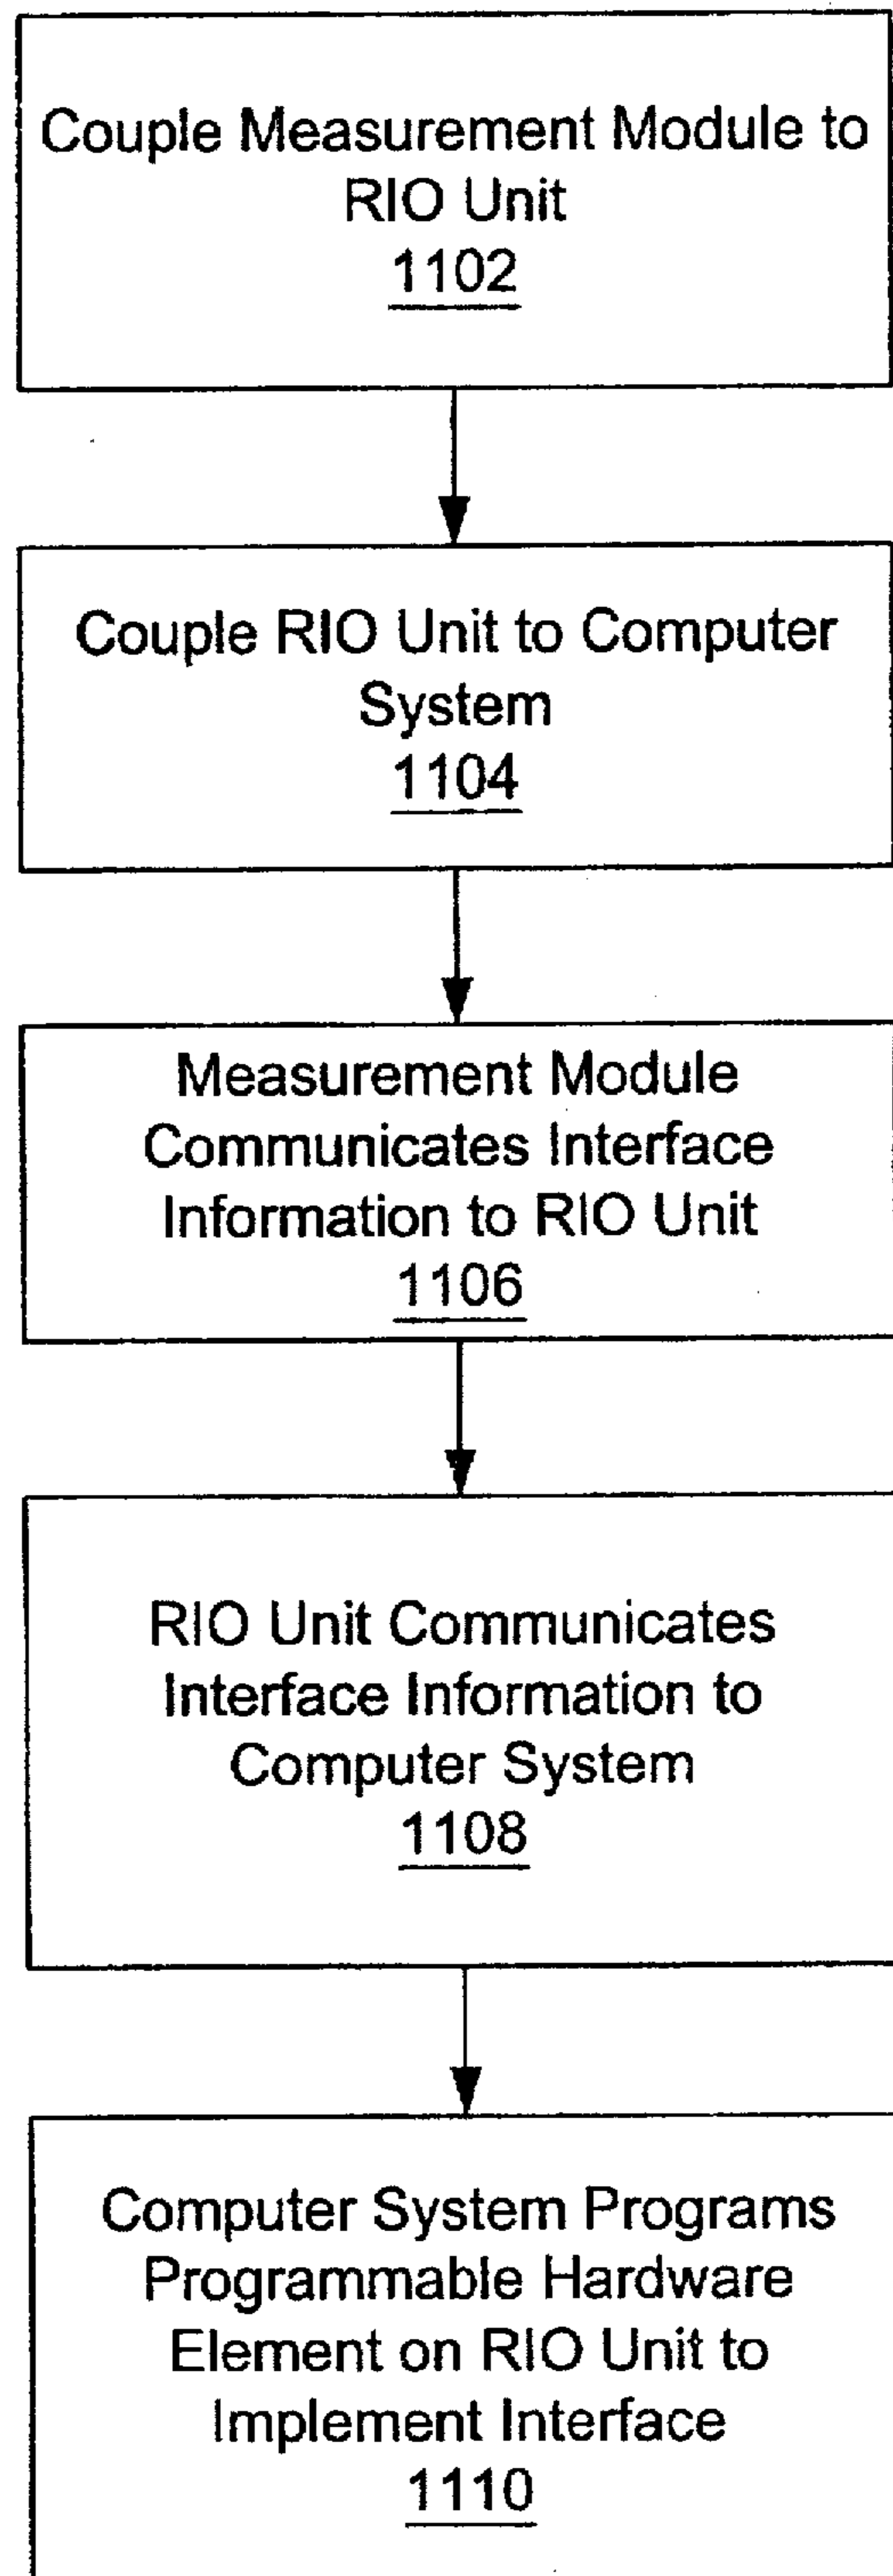 Couple Measurement Module to
RIO Unit
1102
Couple RIO Unit to Computer
System
1104
Measurement Module
Communicates Interface
Information to RIO Unit
1106
RIO Unit Communicates
Interface Information to
Computer System
1108
Computer System Programs
Programmable Hardware
Element on RIO Unit to
Implement Interface
1110